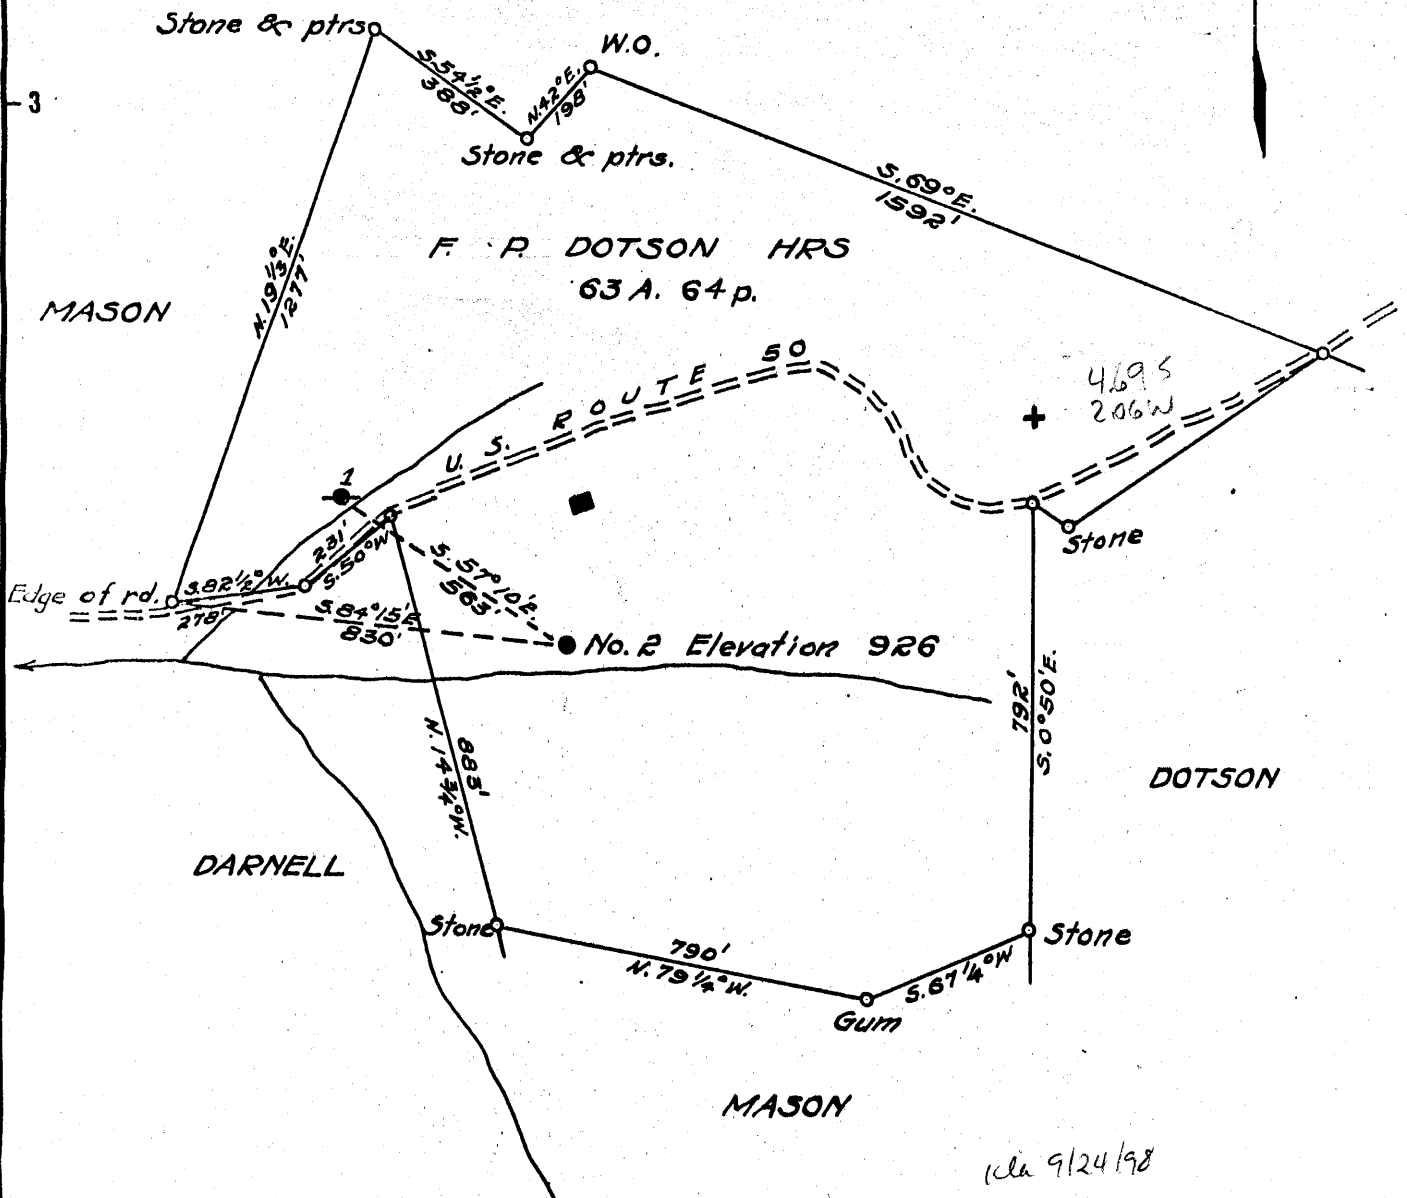 Stone & ptrs
W.O.
S.54½°E.
388'
N.42°E.
198'
3
Stone & ptrs.
S.69°E.
1592'
F. P. DOTSON HRS
63 A. 64 p.
N.19⅓°E.
1277'
MASON
U.S. ROUTE 50
4695
206W
1
231'
S.50°W
S.57°10'E.
563'
Stone
Edge of rd.
S.82½°W.
278'
S.84°15'E.
830'
No.2 Elevation 926
792'
S.0°50'E.
883'
N.14¾°W.
DOTSON
DARNELL
Stone
790'
N.79¼°W.
S.67¼°W
Stone
Gum
MASON
9/24/98